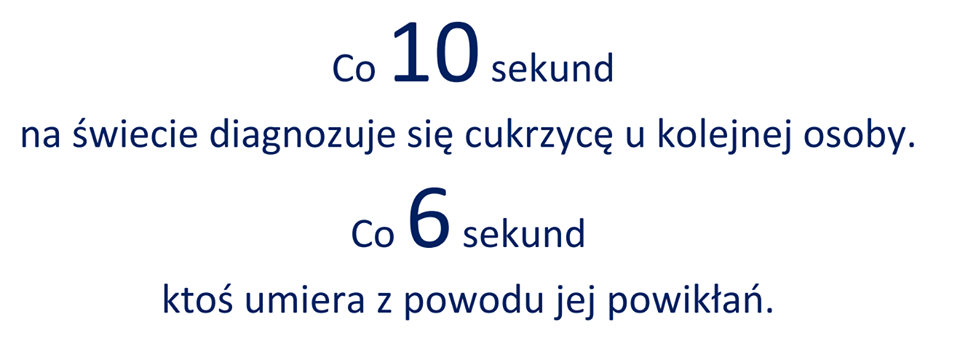 Co 10 sekund
na świecie diagnozuje się cukrzycę u kolejnej osoby.
Co 6 sekund
ktoś umiera z powodu jej powikłań.